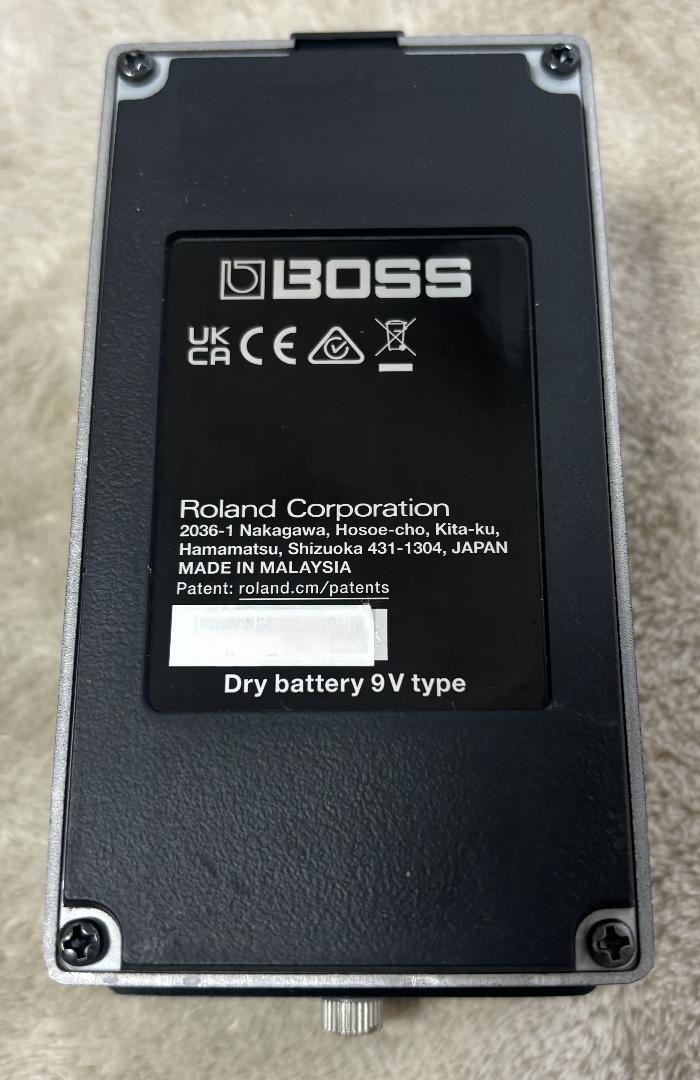 BOSS
UK
CA CE
Roland Corporation
2036-1 Nakagawa, Hosoe-cho, Kita-ku,
Hamamatsu, Shizuoka 431-1304, JAPAN
MADE IN MALAYSIA
Patent: roland.cm/patents
Dry battery 9V type